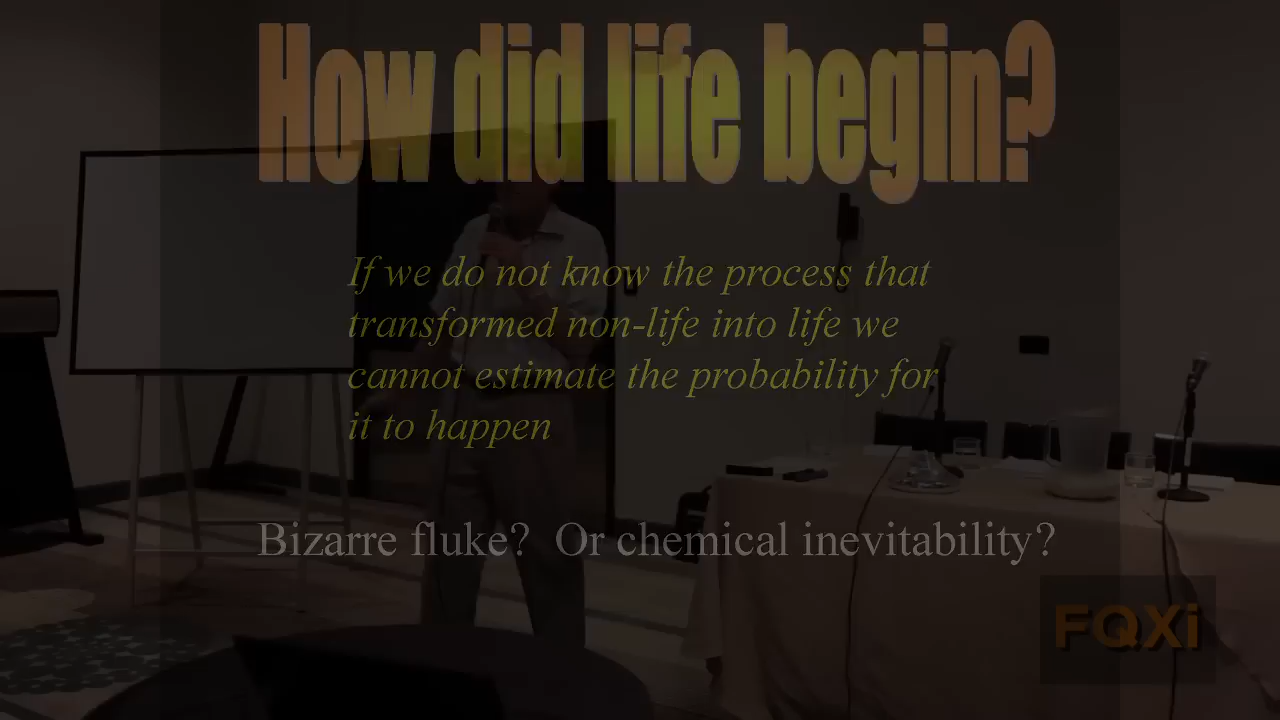 How did life begin?
If we do not know the process that
transformed non-life into life we
cannot estimate the probability for
it to happen
Bizarre fluke? Or chemical inevitability?
FQXi